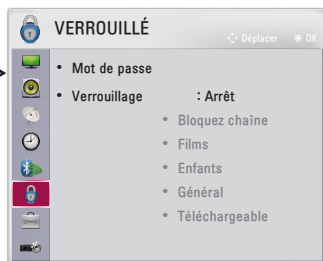 VERROUILLÉ
Déplacer OK
• Mot de passe
• Verrouillage : Arrêt
• Bloquez chaîne
• Films
• Enfants
• Général
• Téléchargeable